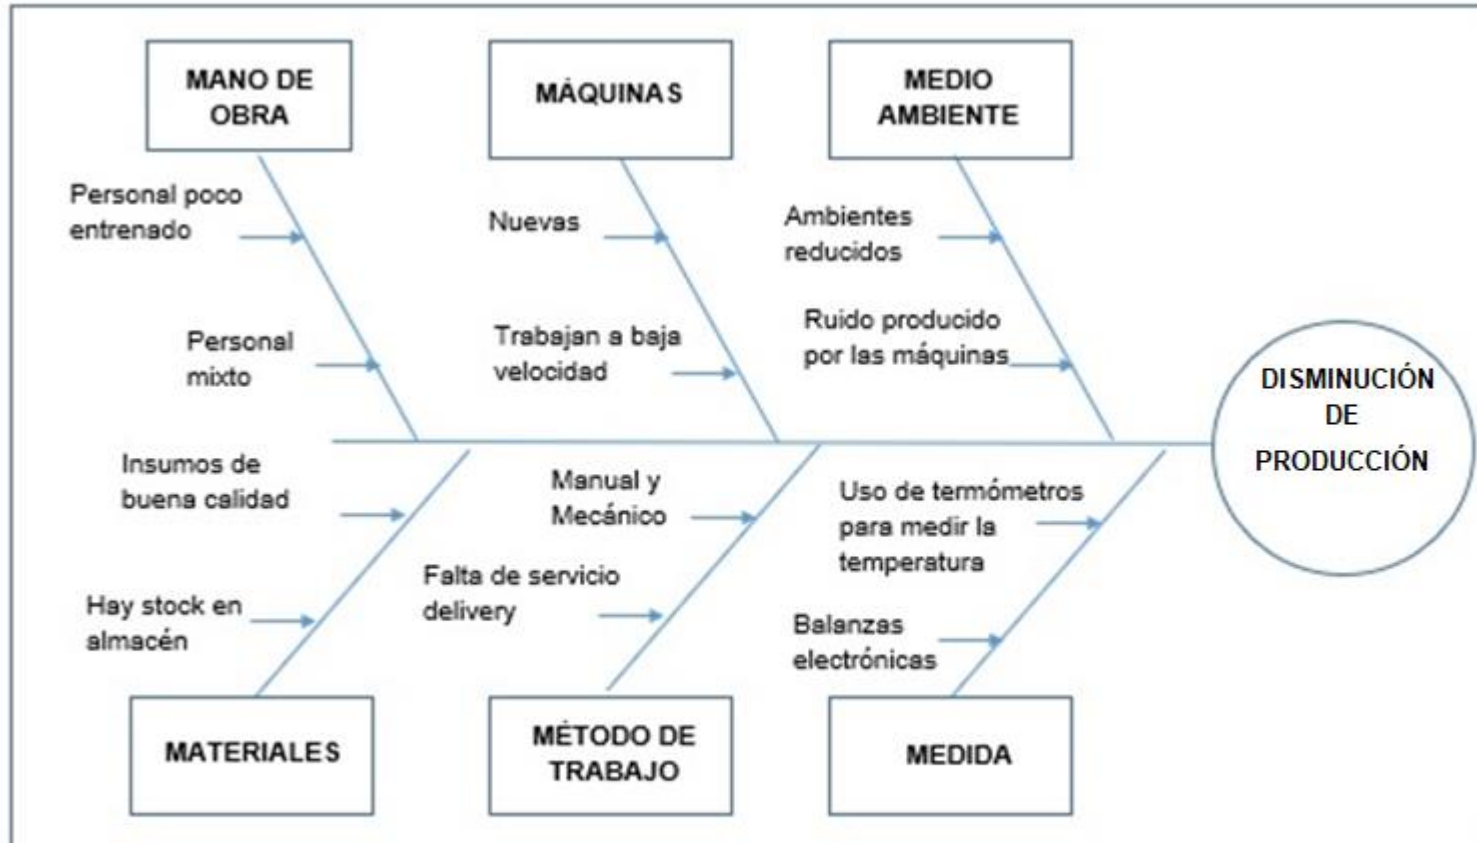 MANO DE
OBRA
MÁQUINAS
MEDIO
AMBIENTE
Personal poco
entrenado
Nuevas
Ambientes
reducidos
Personal
mixto
Trabajan a baja
velocidad
Ruido producido
por las máquinas
DISMINUCIÓN
DE
PRODUCCIÓN
Insumos de
buena calidad
Manual y
Mecánico
Uso de termómetros
para medir la
temperatura
Hay stock en
almacén
Falta de servicio
delivery
Balanzas
electrónicas
MATERIALES
MÉTODO DE
TRABAJO
MEDIDA